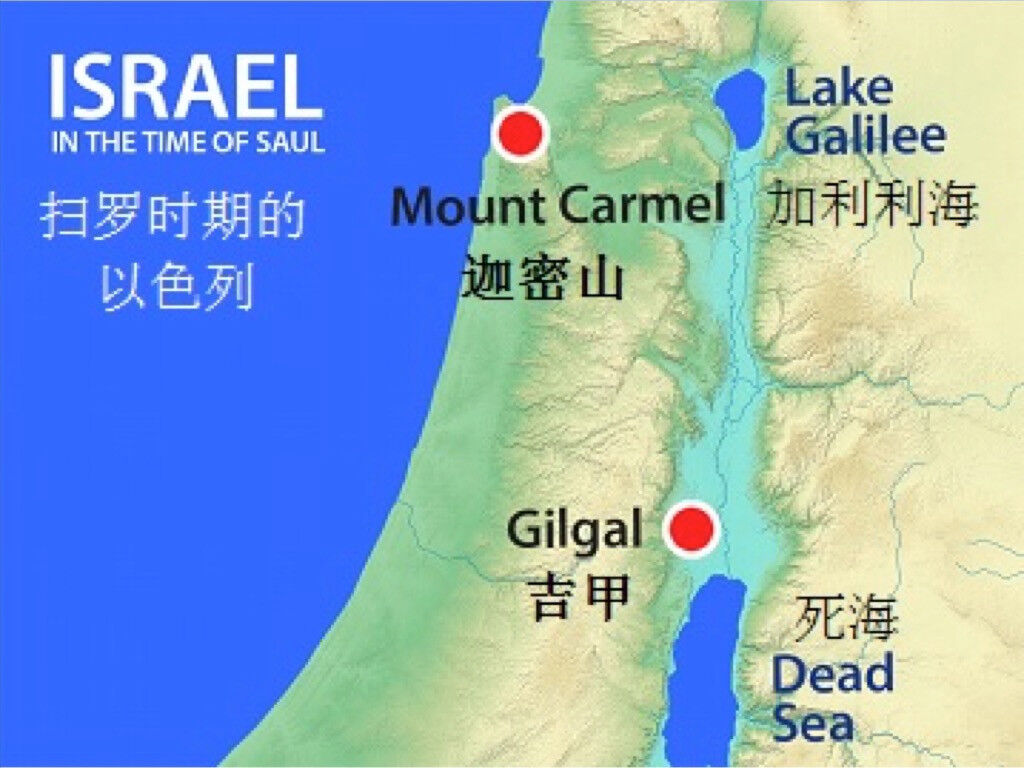 ISRAEL
IN THE TIME OF SAUL
扫罗时期的
以色列
Lake
Galilee
加利利海
Mount Carmel
迦密山
Gilgal
吉甲
死海
Dead
Sea